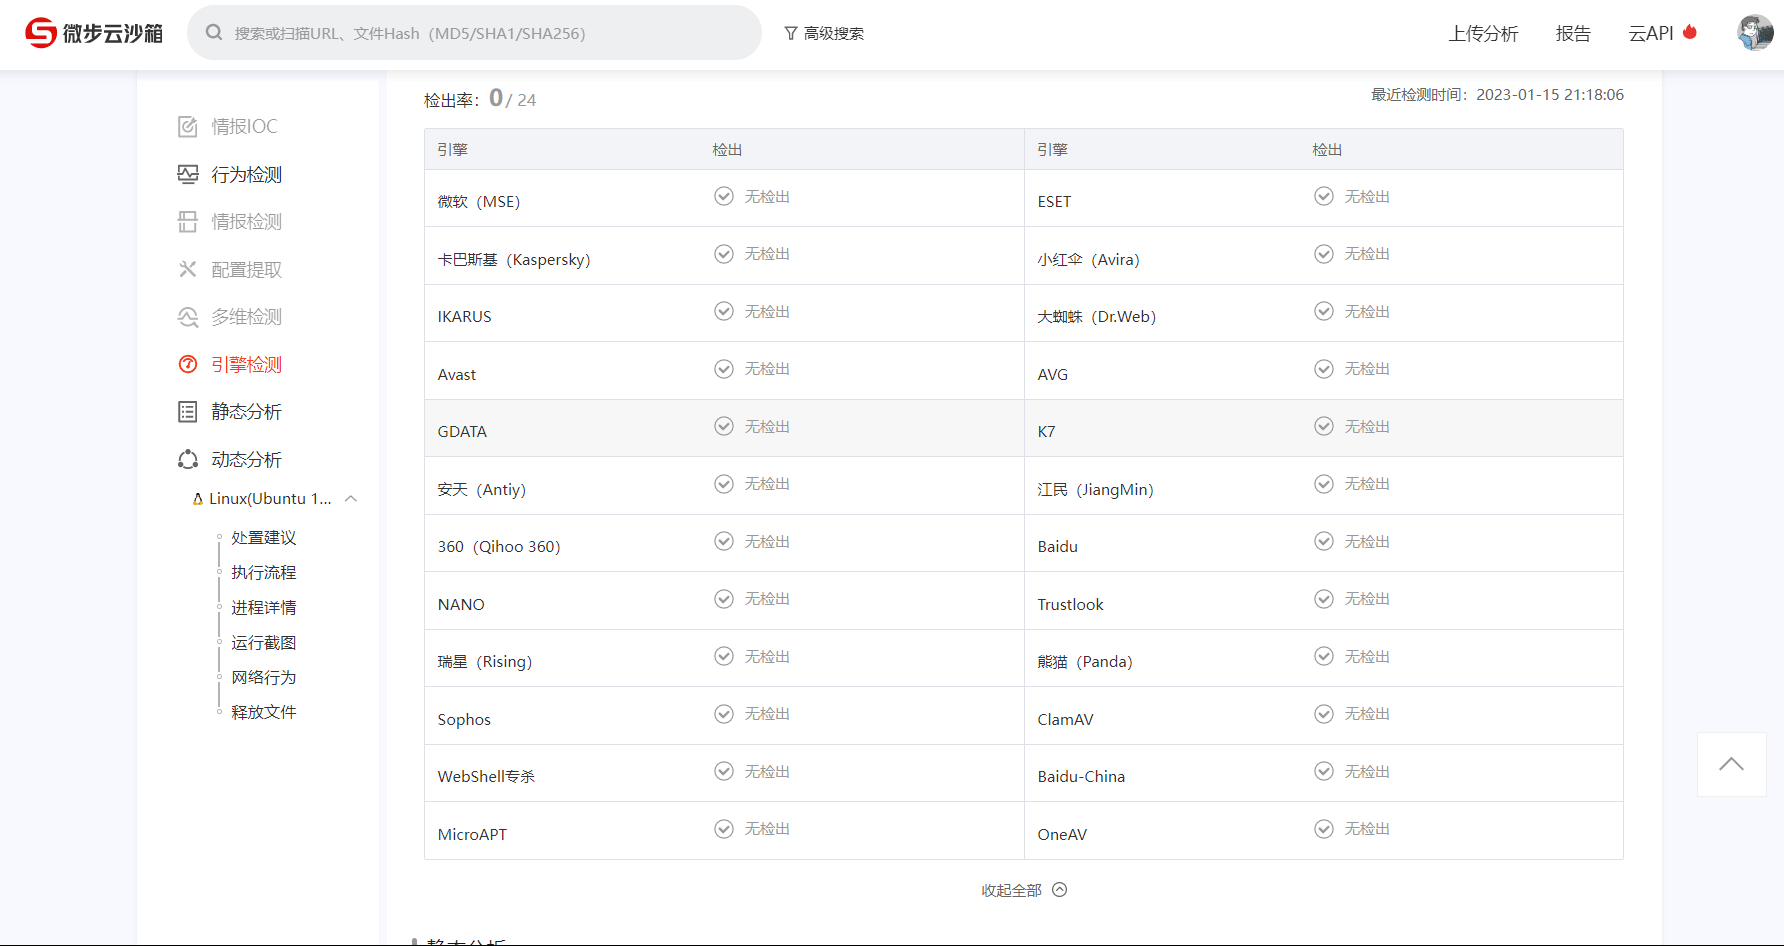 微步云沙箱
搜索或扫描URL、文件Hash（MD5/SHA1/SHA256）
高级搜索
上传分析
报告
云API
情报IOC
行为检测
情报检测
配置提取
多维检测
引擎检测
静态分析
动态分析
Linux(Ubuntu 1...
处置建议
执行流程
进程详情
运行截图
网络行为
释放文件
检出率： 0 / 24
最近检测时间：2023-01-15 21:18:06
引擎 检出 引擎 检出
微软（MSE） 无检出 ESET 无检出
卡巴斯基（Kaspersky） 无检出 小红伞（Avira） 无检出
IKARUS 无检出 大蜘蛛（Dr.Web） 无检出
Avast 无检出 AVG 无检出
GDATA 无检出 K7 无检出
安天（Antiy） 无检出 江民（JiangMin） 无检出
360（Qihoo 360） 无检出 Baidu 无检出
NANO 无检出 Trustlook 无检出
瑞星（Rising） 无检出 熊猫（Panda） 无检出
Sophos 无检出 ClamAV 无检出
WebShell专杀 无检出 Baidu-China 无检出
MicroAPT 无检出 OneAV 无检出
收起全部
静态分析